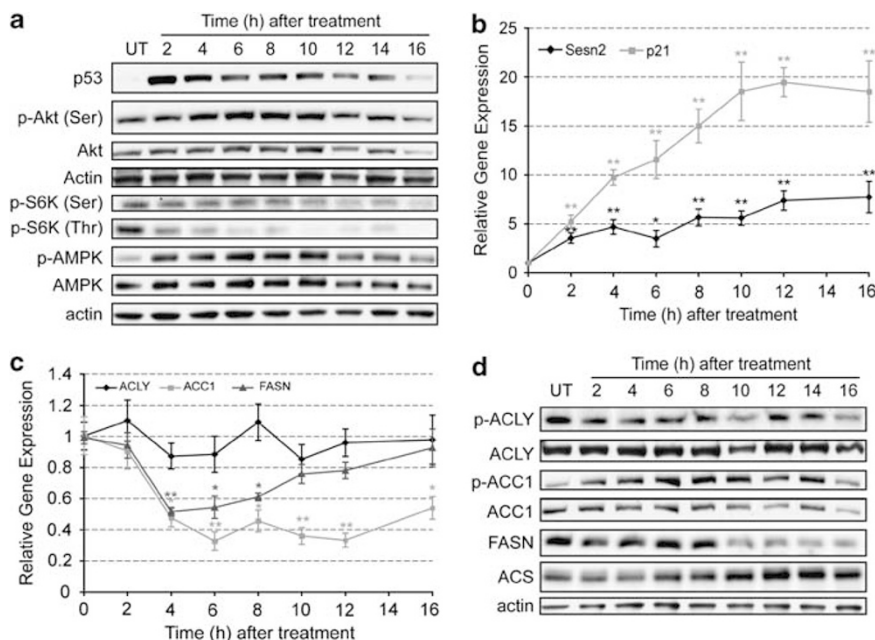 a
Time (h) after treatment
UT 2 4 6 8 10 12 14 16
p53
p-Akt (Ser)
Akt
Actin
p-S6K (Ser)
p-S6K (Thr)
p-AMPK
AMPK
actin
b
Sesn2 p21
Relative Gene Expression
25
20
15
10
5
0
** ** ** ** ** ** **
** ** * ** ** ** **
0 2 4 6 8 10 12 14 16
Time (h) after treatment
c
ACLY ACC1 FASN
Relative Gene Expression
1.4
1.2
1
0.8
0.6
0.4
0.2
0
** * * *
** * ** **
0 2 4 6 8 10 12 14 16
Time (h) after treatment
d
Time (h) after treatment
UT 2 4 6 8 10 12 14 16
p-ACLY
ACLY
p-ACC1
ACC1
FASN
ACS
actin